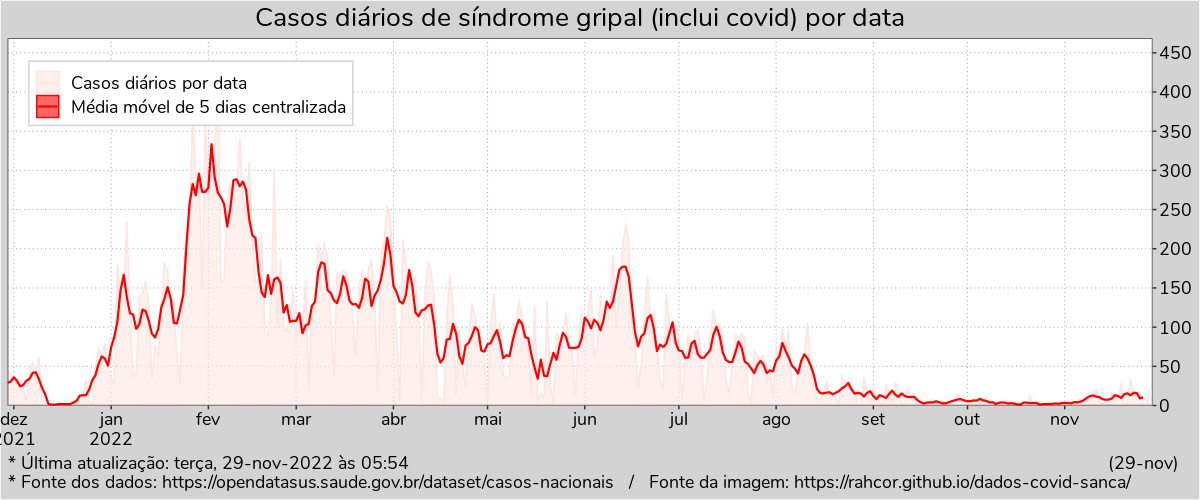 Casos diários de síndrome gripal (inclui covid) por data
Casos diários por data
Média móvel de 5 dias centralizada
450
400
350
300
250
200
150
100
50
0
dez jan fev mar abr mai jun jul ago set out nov
2021 2022
* Última atualização: terça, 29-nov-2022 às 05:54 (29-nov)
* Fonte dos dados: https://opendatasus.saude.gov.br/dataset/casos-nacionais / Fonte da imagem: https://rahcor.github.io/dados-covid-sanca/